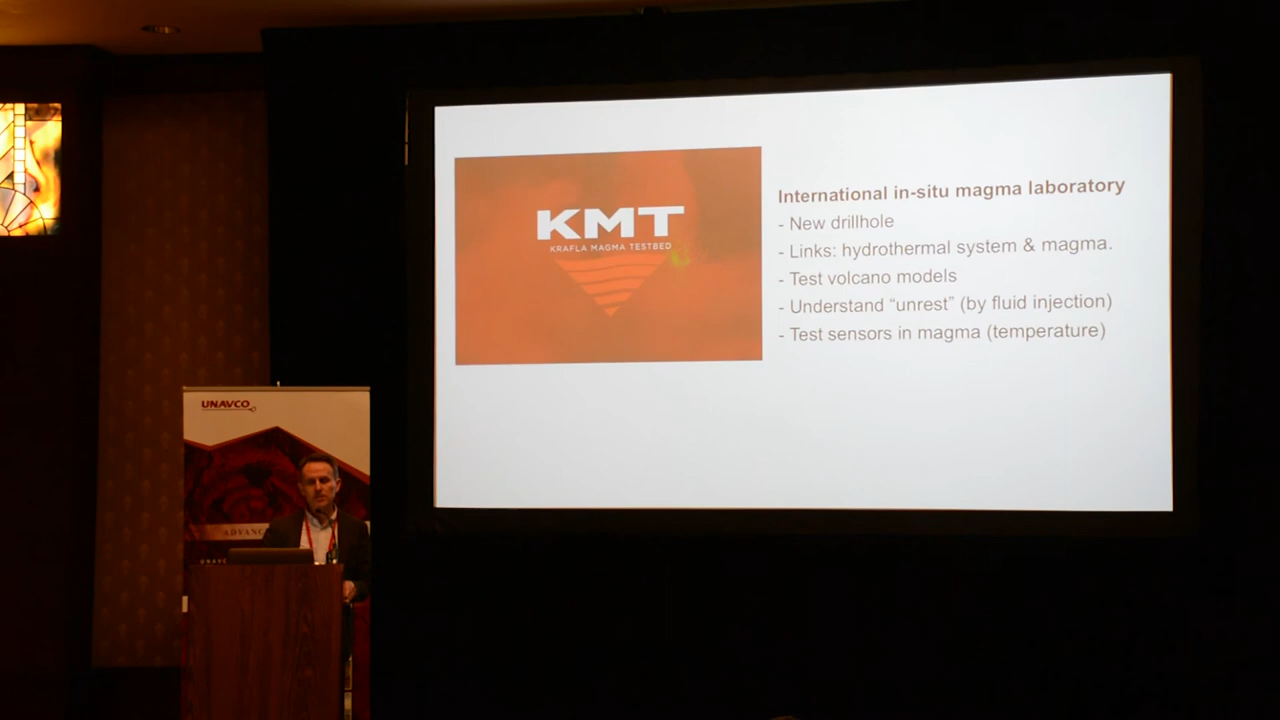 KMT
KRAFLA MAGMA TESTBED
International in-situ magma laboratory
- New drillhole
- Links: hydrothermal system & magma.
- Test volcano models
- Understand “unrest” (by fluid injection)
- Test sensors in magma (temperature)
UNAVCO